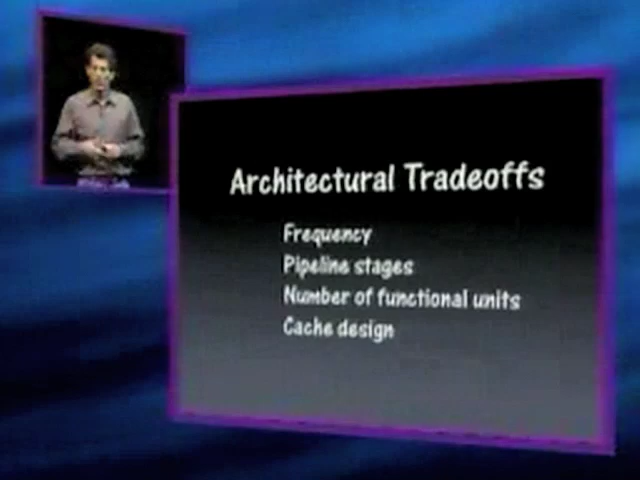 Architectural Tradeoffs
Frequency
Pipeline stages
Number of functional units
Cache design